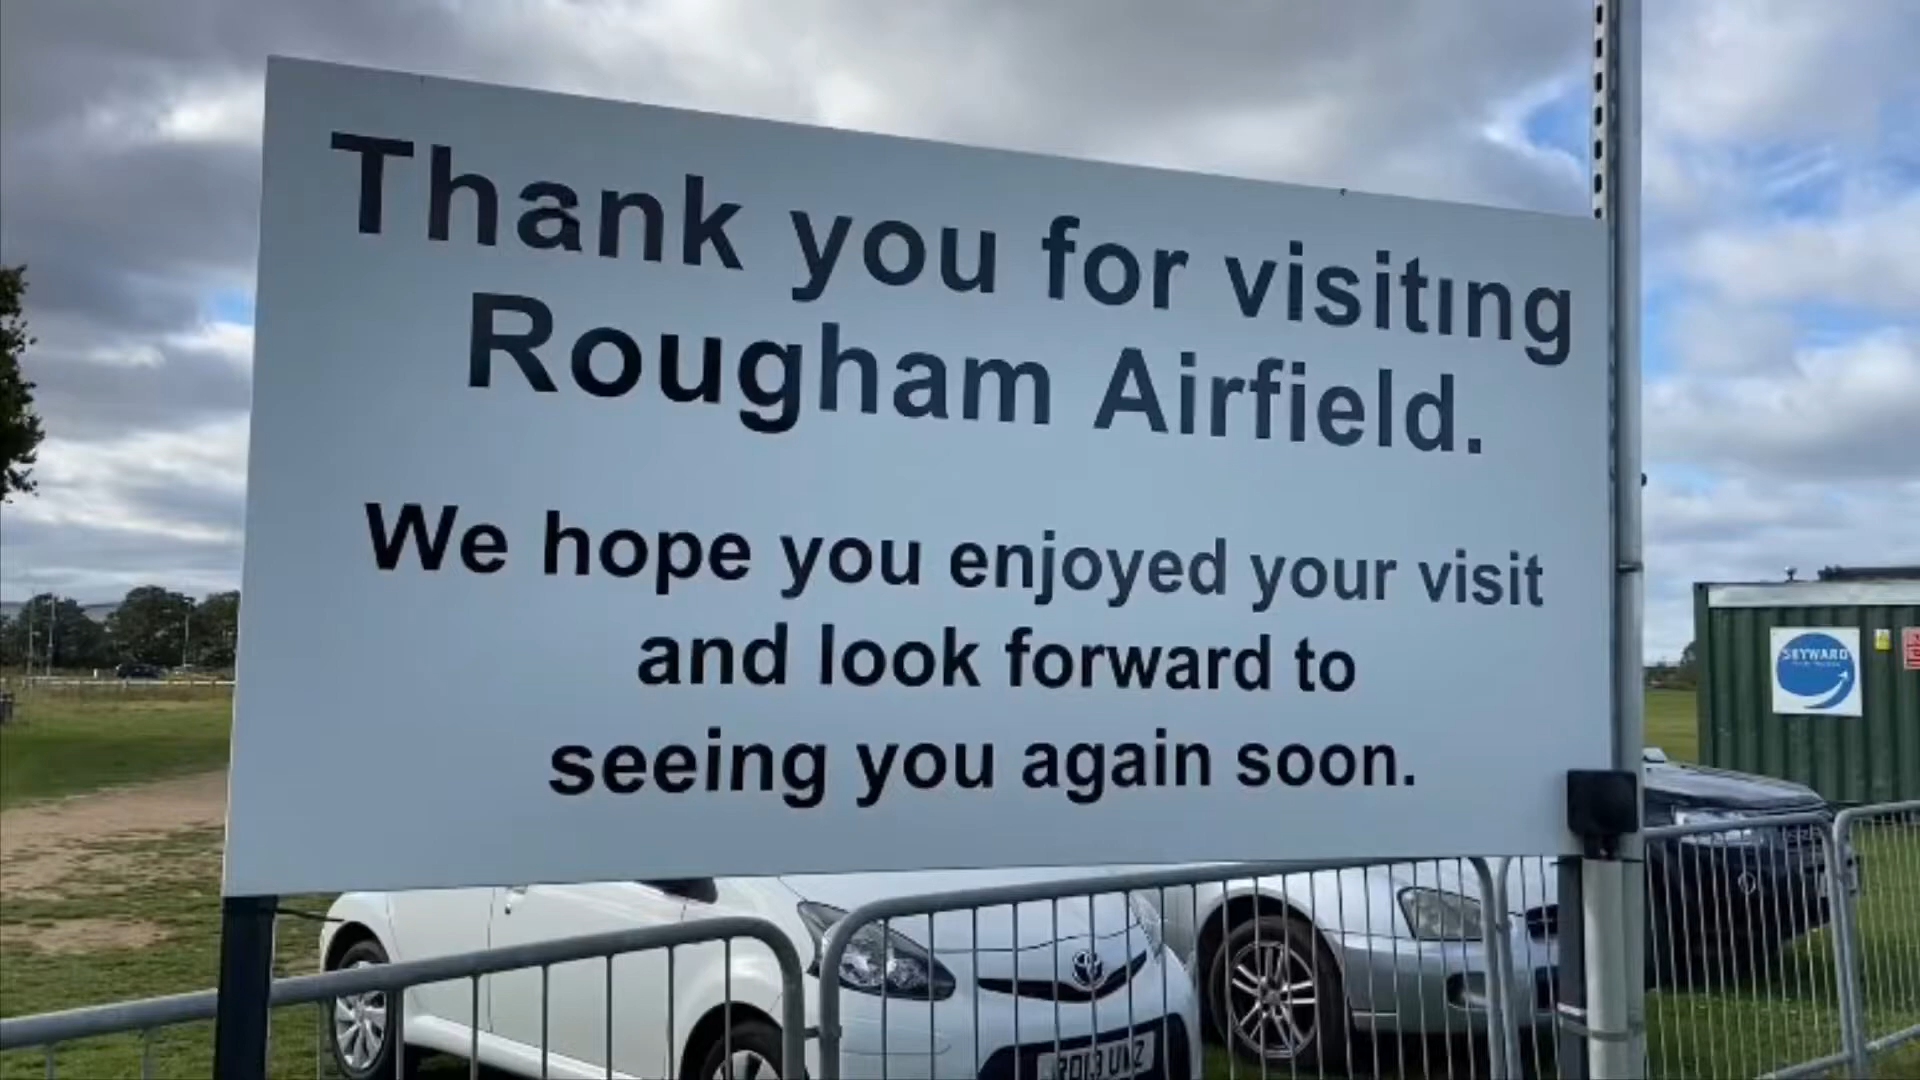 Thank you for visiting
Rougham Airfield.
We hope you enjoyed your visit
and look forward to
seeing you again soon.
SKYWARD